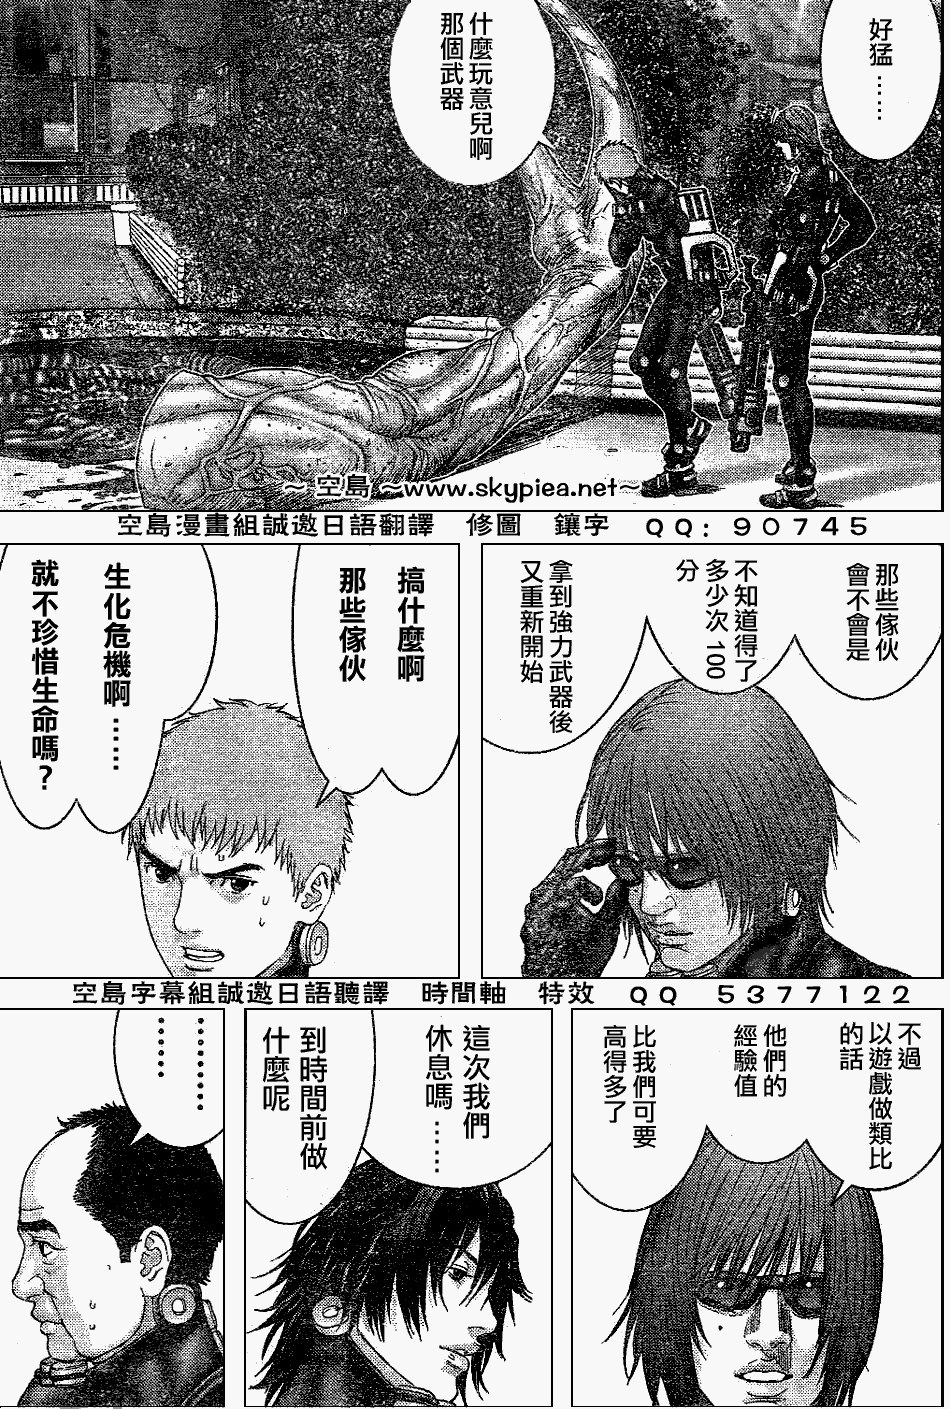 好猛……
什麼玩意兒啊
那個武器
～空島～www.skypiea.net～
空島漫畫組誠邀日語翻譯 修圖 鑲字 QQ: 90745
那些傢伙
會不會是
不知道得了
多少次 100
分
拿到強力武器後
又重新開始
搞什麼啊
那些傢伙
生化危機啊……
就不珍惜生命嗎？
空島字幕組誠邀日語聽譯 時間軸 特效 QQ 5377122
不過
以遊戲做類比
的話
他們的
經驗值
比我們可要
高得多了
這次我們
休息嗎……
到時間前做
什麼呢
………
……